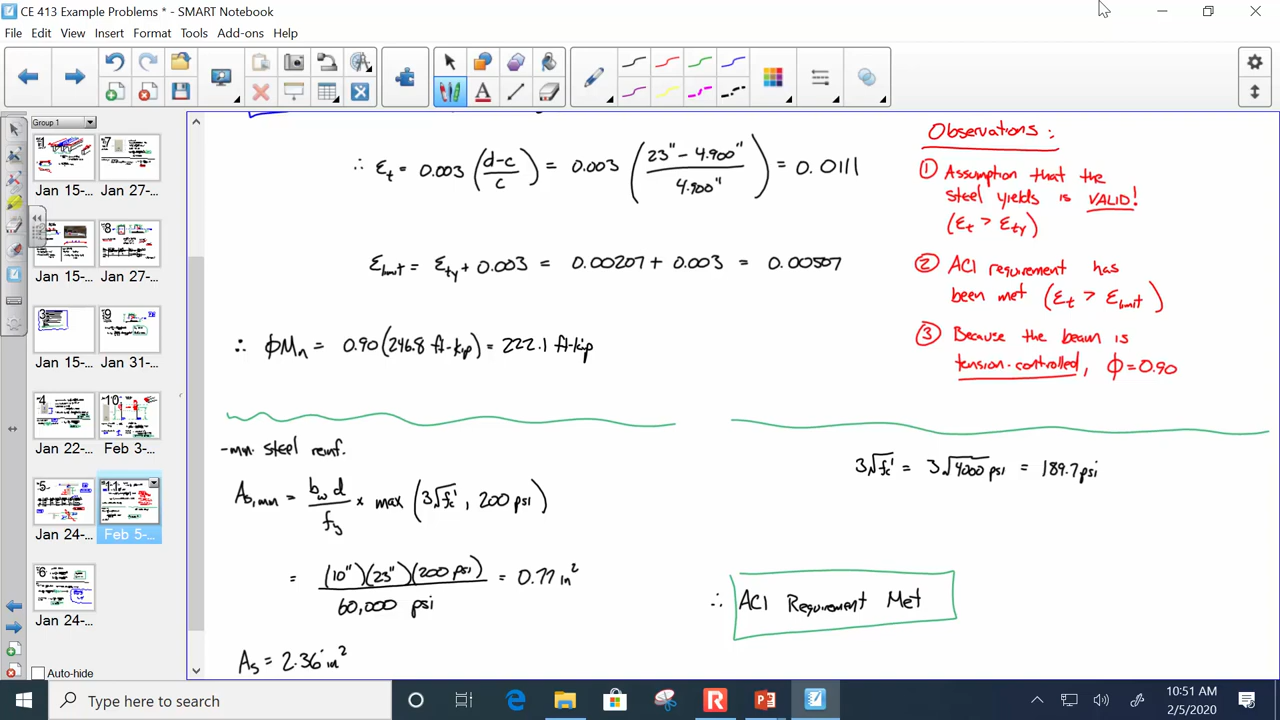 CE 413 Example Problems * - SMART Notebook
File Edit View Insert Format Tools Add-ons Help
Group 1
Jan 15-... Jan 27-...
Jan 15-... Jan 27-...
Jan 15-... Jan 31-...
Jan 22-... Feb 3-...
Jan 24-... Feb 5-...
Jan 24-...
Auto-hide
∴ εt = 0.003 (d-c / c) = 0.003 (23" - 4.900" / 4.900") = 0.0111
εlimit = εty + 0.003 = 0.00207 + 0.003 = 0.00507
∴ φMn = 0.90(246.8 ft-kip) = 222.1 ft-kip
Observations:
① Assumption that the
steel yields is VALID!
(εt > εty)
② ACI requirement has
been met (εt > εlimit)
③ Because the beam is
tension-controlled, φ = 0.90
-min. steel reinf.
As,min = bw d / fy × max (3√fc', 200 psi)
= (10")(23")(200 psi) / 60,000 psi = 0.77 in²
As = 2.36 in²
3√fc' = 3√4000 psi = 189.7 psi
∴ ACI Requirement Met
Type here to search
10:51 AM
2/5/2020